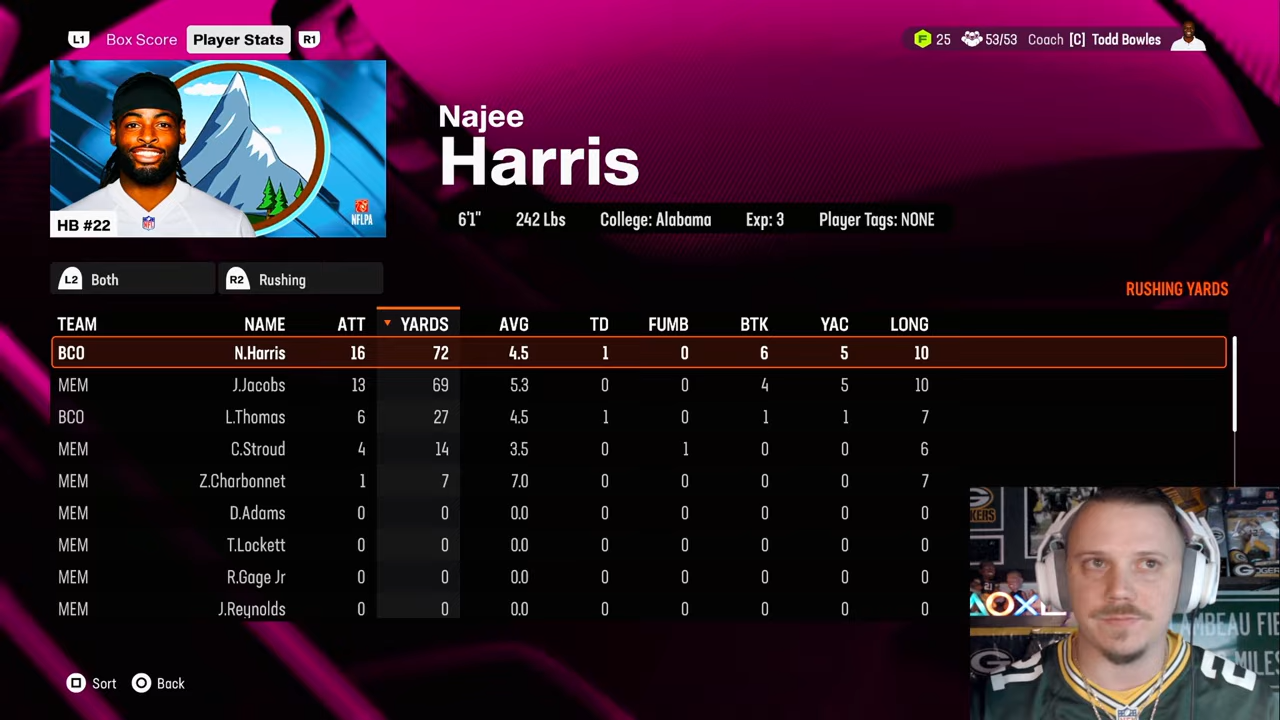 L1 Box Score Player Stats R1
25 53/53 Coach [C] Todd Bowles
Najee
Harris
HB #22
NFLPA
6'1" 242 Lbs College: Alabama Exp: 3 Player Tags: NONE
L2 Both R2 Rushing
RUSHING YARDS
TEAM NAME ATT YARDS AVG TD FUMB BTK YAC LONG
BCO N.Harris 16 72 4.5 1 0 6 5 10
MEM J.Jacobs 13 69 5.3 0 0 4 5 10
BCO L.Thomas 6 27 4.5 1 0 1 1 7
MEM C.Stroud 4 14 3.5 0 1 0 0 6
MEM Z.Charbonnet 1 7 7.0 0 0 0 0 7
MEM D.Adams 0 0 0.0 0 0 0 0 0
MEM T.Lockett 0 0 0.0 0 0 0 0 0
MEM R.Gage Jr 0 0 0.0 0 0 0 0 0
MEM J.Reynolds 0 0 0.0 0 0 0 0 0
Sort Back